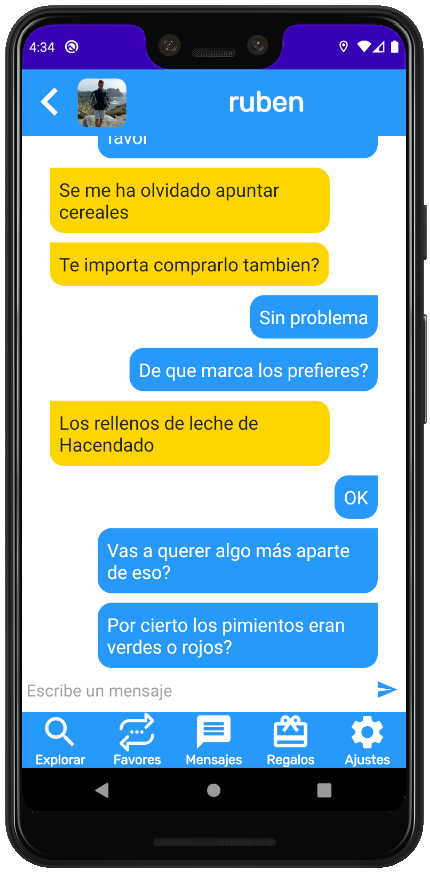 4:34
ruben
favor
Se me ha olvidado apuntar
cereales
Te importa comprarlo tambien?
Sin problema
De que marca los prefieres?
Los rellenos de leche de
Hacendado
OK
Vas a querer algo más aparte
de eso?
Por cierto los pimientos eran
verdes o rojos?
Escribe un mensaje
Explorar
Favores
Mensajes
Regalos
Ajustes